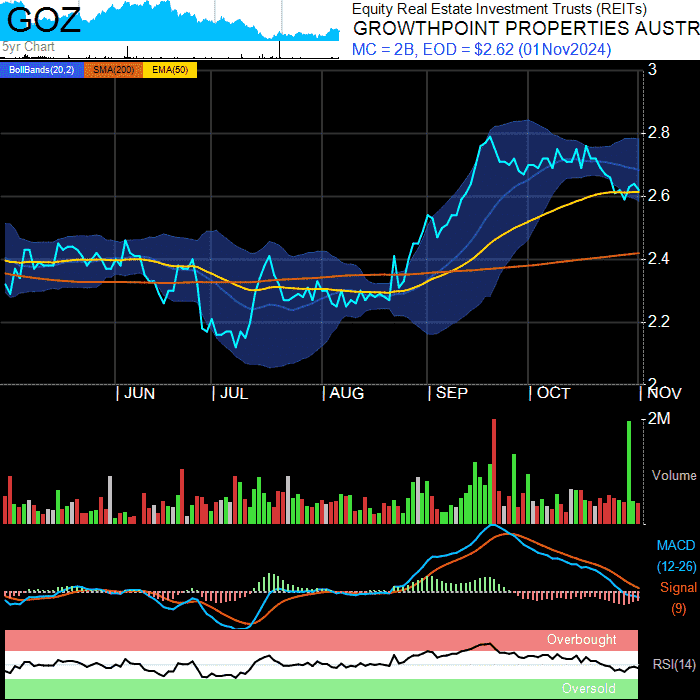 GOZ
5yr Chart
Equity Real Estate Investment Trusts (REITs)
GROWTHPOINT PROPERTIES AUSTR
MC = 2B, EOD = $2.62 (01Nov2024)
BollBands(20,2) SMA(200) EMA(50)
3
2.8
2.6
2.4
2.2
2
JUN JUL AUG SEP OCT NOV
2M
Volume
MACD
(12-26)
Signal
(9)
Overbought
RSI(14)
Oversold